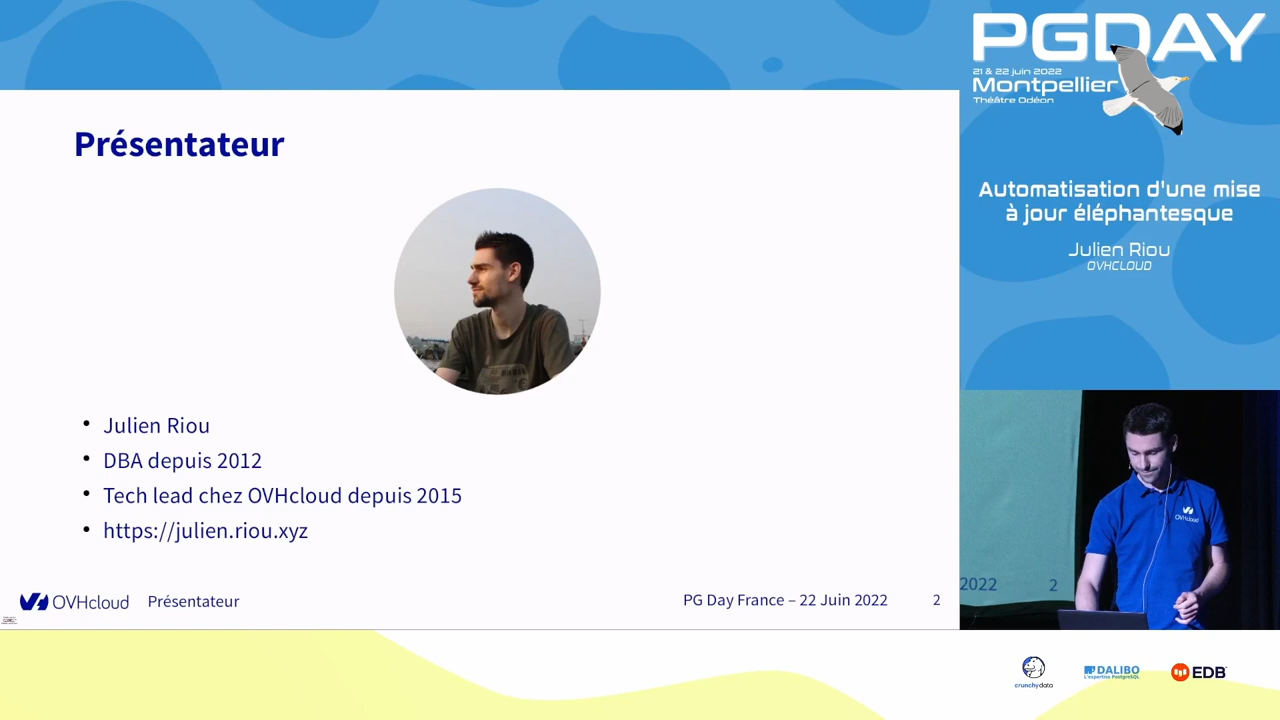 Présentateur
Julien Riou
DBA depuis 2012
Tech lead chez OVHcloud depuis 2015
https://julien.riou.xyz
OVHcloud
Présentateur
PG Day France – 22 Juin 2022
2
PGDAY
21 & 22 juin 2022
Montpellier
Théâtre Odéon
Automatisation d'une mise
à jour éléphantesque
Julien Riou
OVHCLOUD
OVHcloud
2022
2
crunchydata
DALIBO
L'expertise PostgreSQL
EDB